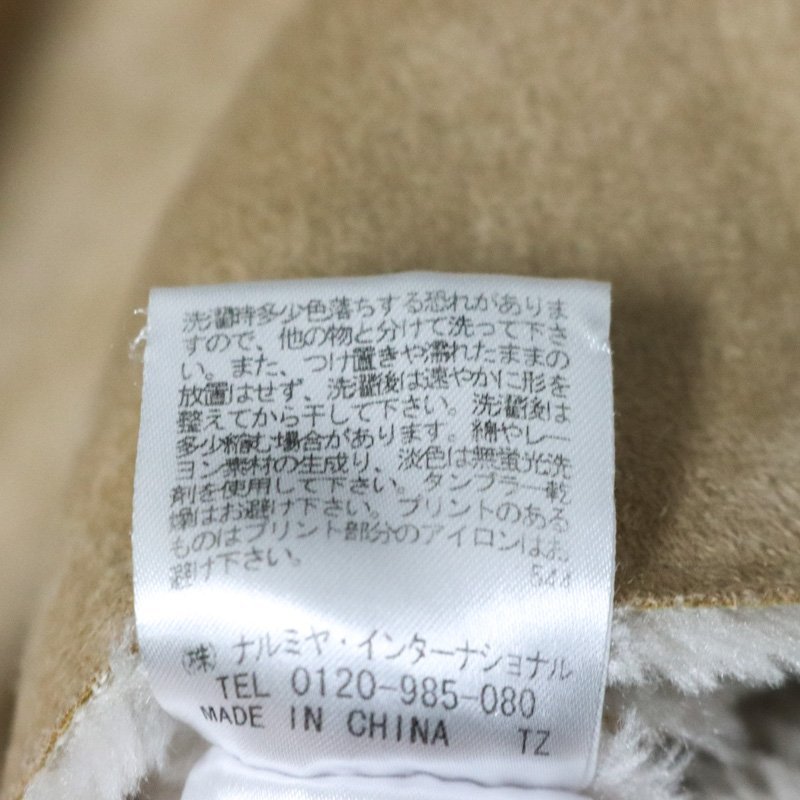 洗濯時多少色落ちする恐れがありま
すので、他の物と分けて洗って下さ
い。また、つけ置きや濡れたままの
放置はせず、洗濯後は速やかに形を
整えてから干して下さい。洗濯後は
多少縮む場合があります。綿やレー
ヨン素材の生成り、淡色は無蛍光洗
剤を使用して下さい。タンブラー乾
燥はお避け下さい。プリントのある
ものはプリント部分のアイロンはお
避け下さい。 544
(株)ナルミヤ・インターナショナル
TEL 0120-985-080
MADE IN CHINA TZ